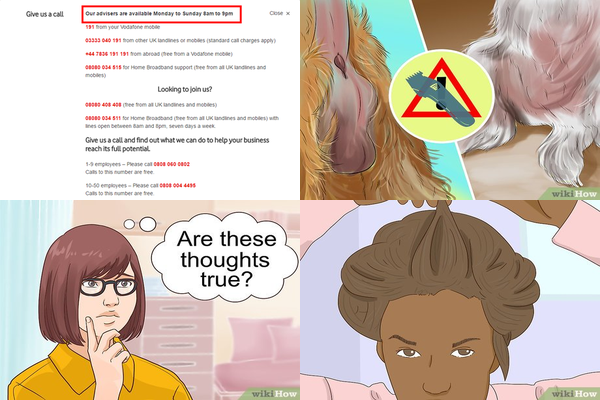 Give us a call
Our advisers are available Monday to Sunday 8am to 9pm
Close ×
191 from your Vodafone mobile
03333 040 191 from other UK landlines or mobiles (standard call charges apply)
+44 7836 191 191 from abroad (free from a Vodafone mobile)
08080 034 515 for Home Broadband support (free from all UK landlines and
mobiles)
Looking to join us?
08080 408 408 (free from all UK landlines and mobiles)
08080 034 511 for Home Broadband (free from all UK landlines and mobiles) with
lines open between 8am and 8pm, seven days a week.
Give us a call and find out what we can do to help your business
reach its full potential.
1-9 employees – Please call 0808 060 0802
Calls to this number are free
10-50 employees – Please call 0808 004 4495
Calls to this number are free
wikiHow
Are these
thoughts
true?
wikiHow
wikiHow